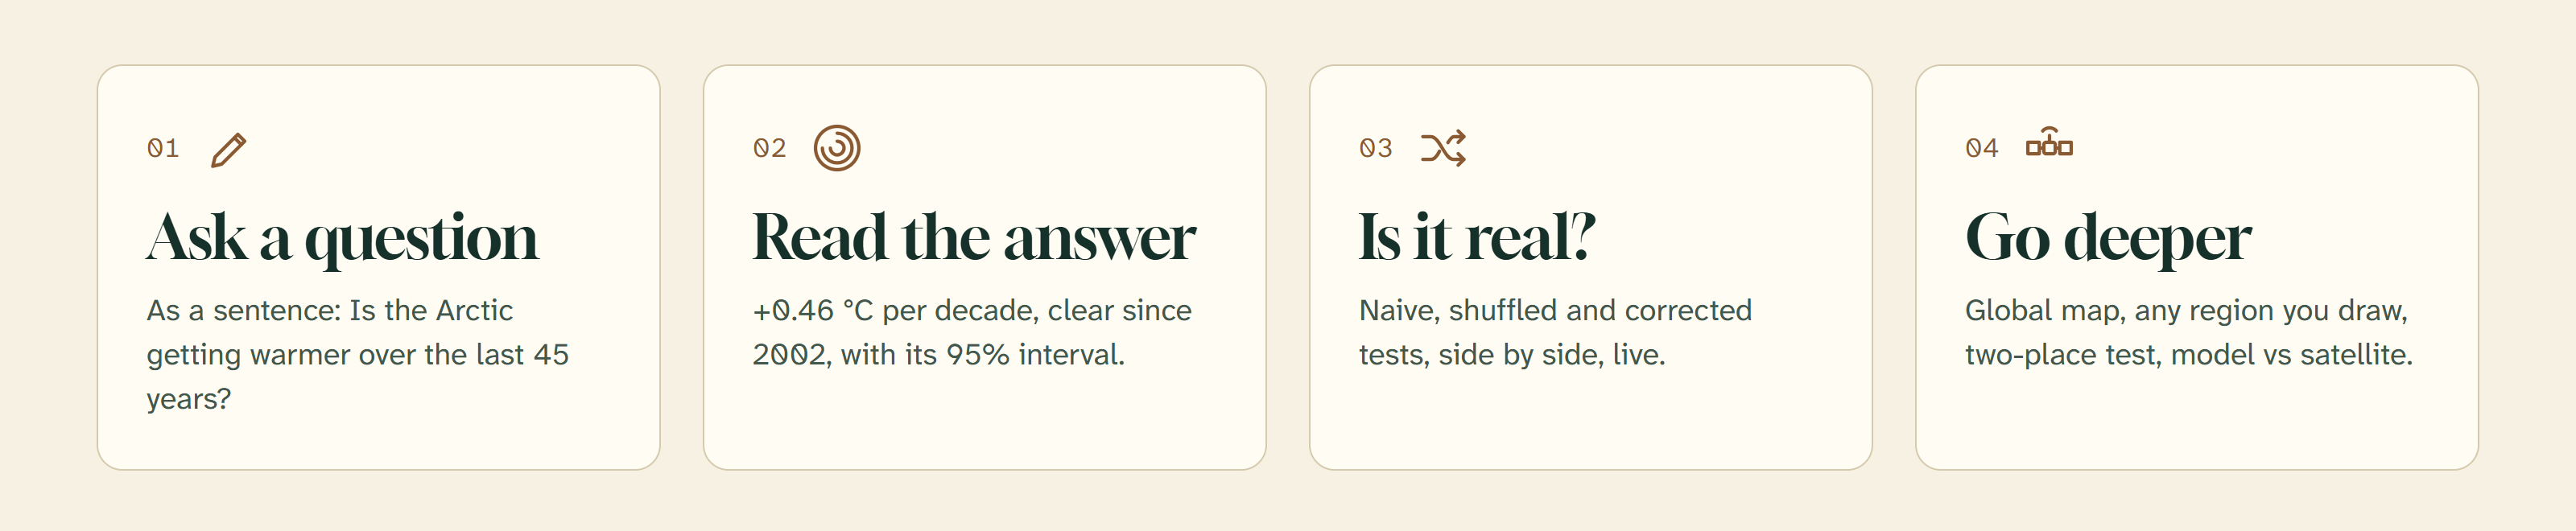 01
Ask a question
As a sentence: Is the Arctic
getting warmer over the last 45
years?
02
Read the answer
+0.46 °C per decade, clear since
2002, with its 95% interval.
03
Is it real?
Naive, shuffled and corrected
tests, side by side, live.
04
Go deeper
Global map, any region you draw,
two-place test, model vs satellite.